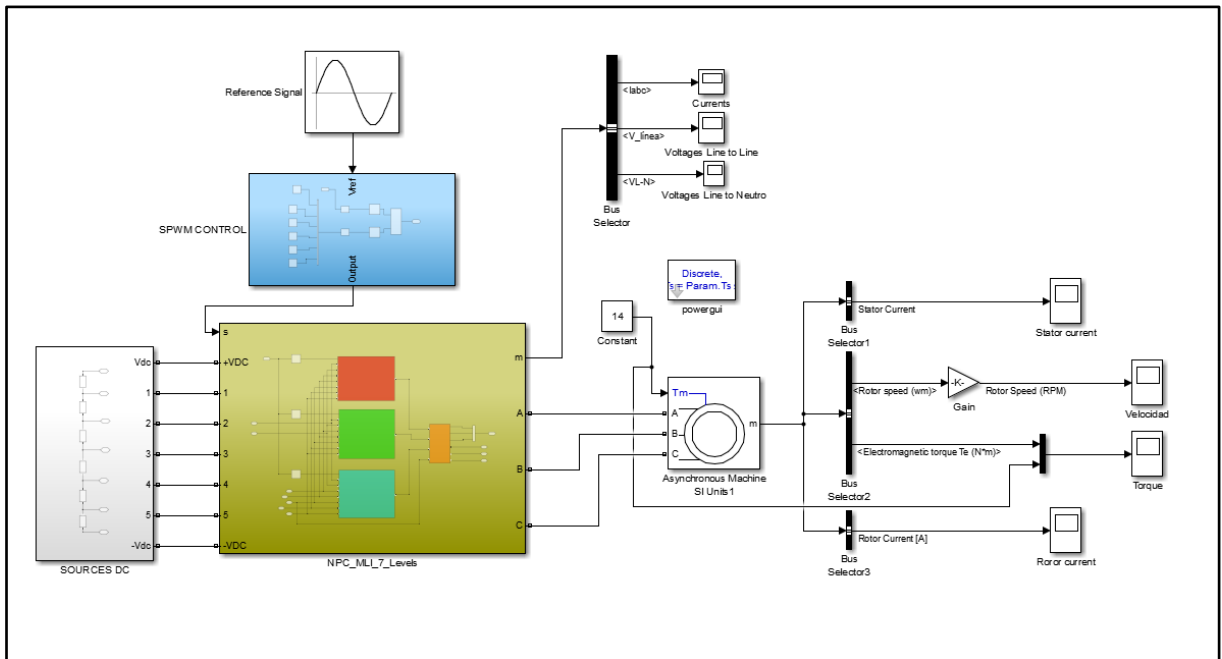 Reference Signal
Vref
SPWM CONTROL
Output
<Iabc>
Currents
<V_línea>
Voltages Line to Line
<VL-N>
Voltages Line to Neutro
Bus
Selector
Discrete,
s= Param.Ts s
powergui
14
Constant
s
Vdc
+VDC
1
1
2
2
3
3
4
4
5
5
-Vdc
-VDC
SOURCES DC
m
A
B
C
NPC_MLI_7_Levels
Tm
A
B
C
m
Asynchronous Machine
SI Units1
Stator Current
Bus
Selector1
Stator current
<Rotor speed (wm)>
-K-
Gain
Rotor Speed (RPM)
Velocidad
<Electromagnetic torque Te (N*m)>
Bus
Selector2
Torque
Rotor Current [A]
Bus
Selector3
Roror current